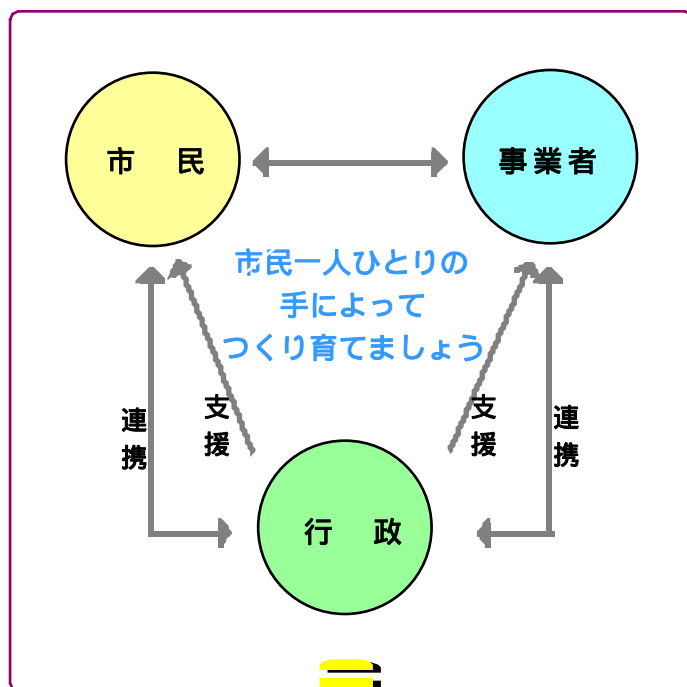 市　民
事業者
市民一人ひとりの
手によって
つくり育てましょう
連携
支援
支援
連携
行　政